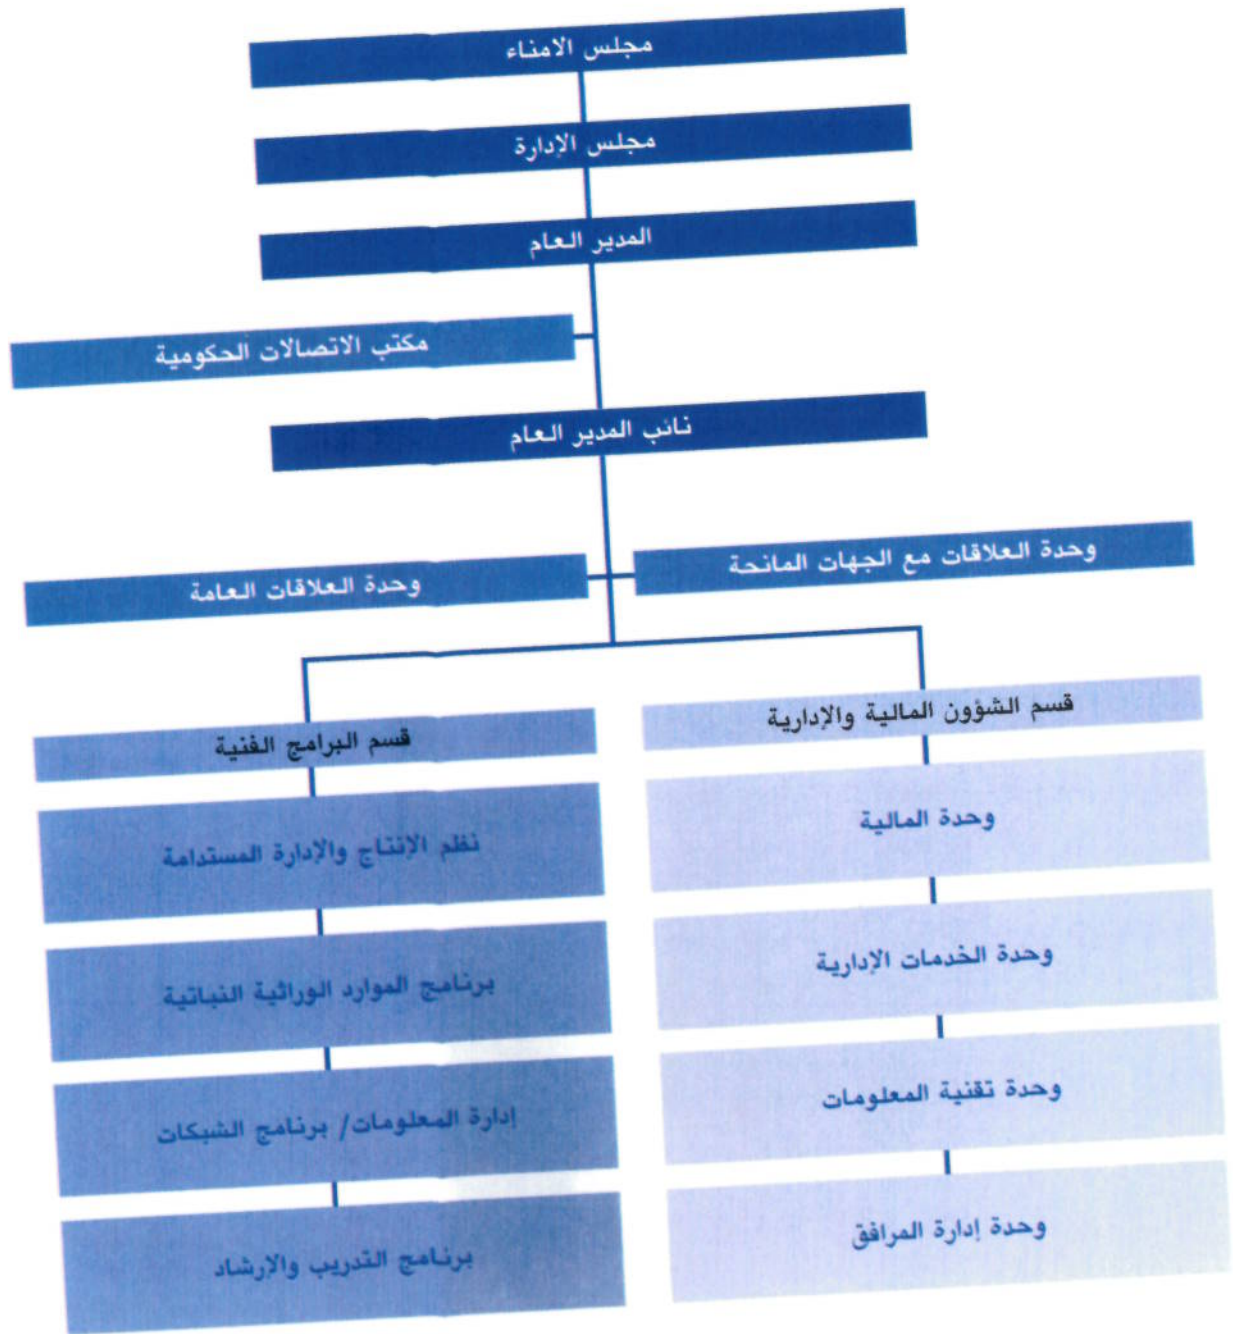 مجلس الامناء
مجلس الإدارة
المدير العام
مكتب الاتصالات الحكومية
نائب المدير العام
وحدة العلاقات مع الجهات المانحة
وحدة العلاقات العامة
قسم الشؤون المالية والإدارية
وحدة المالية
وحدة الخدمات الإدارية
وحدة تقنية المعلومات
وحدة إدارة المرافق
قسم البرامج الفنية
نظم الإنتاج والإدارة المستدامة
برنامج الموارد الوراثية النباتية
إدارة المعلومات/ برنامج الشبكات
برنامج التدريب والإرشاد